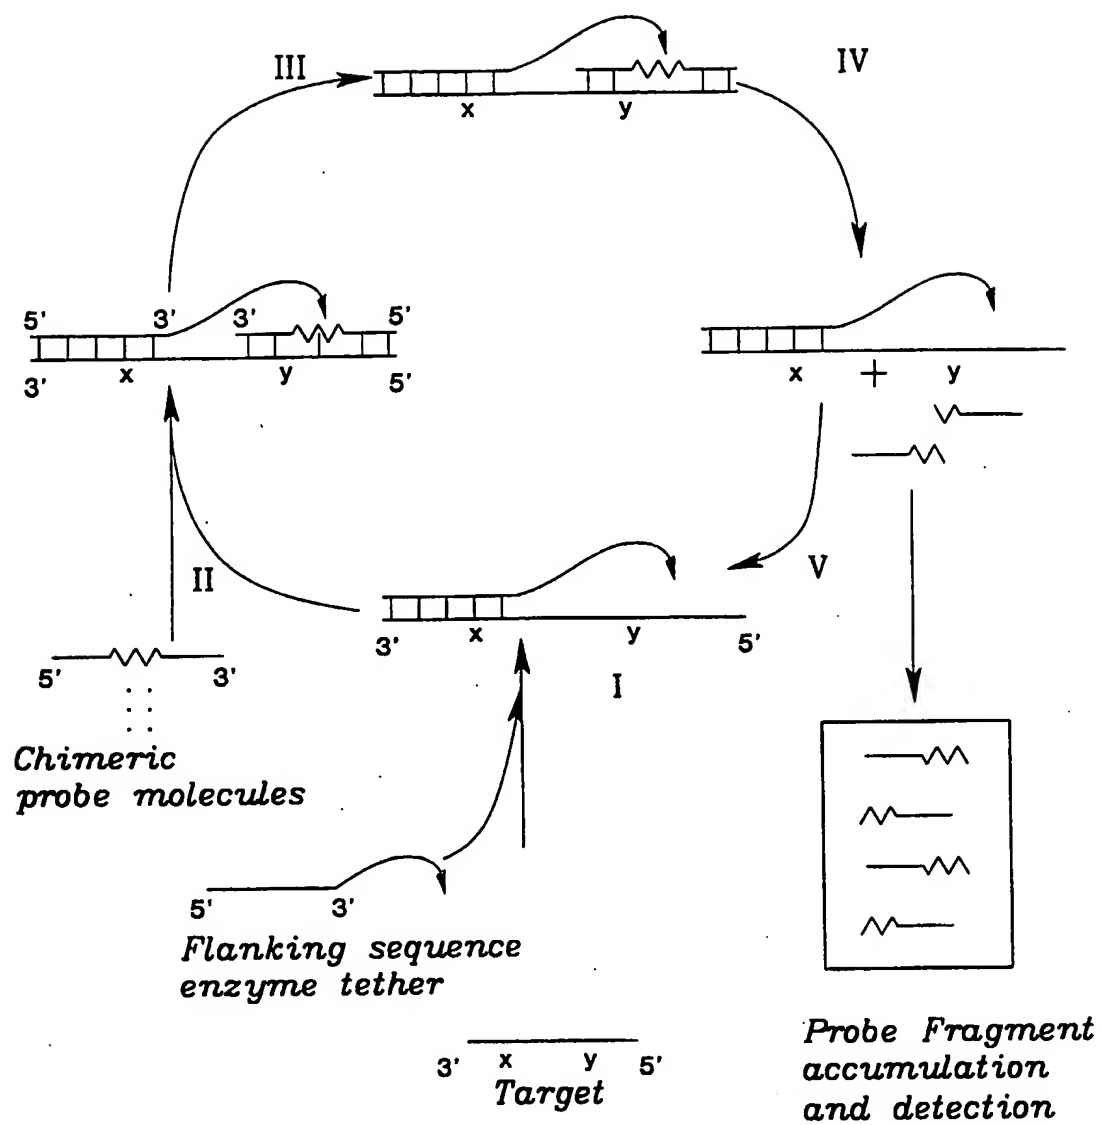 III
IV
x y
5' 3' 3' 5'
x y
3' 5'
x + y
II
V
x y
3' 5'
5' 3'
I
Chimeric
probe molecules
5' 3'
Flanking sequence
enzyme tether
Probe Fragment
accumulation
and detection
3' x y 5'
Target